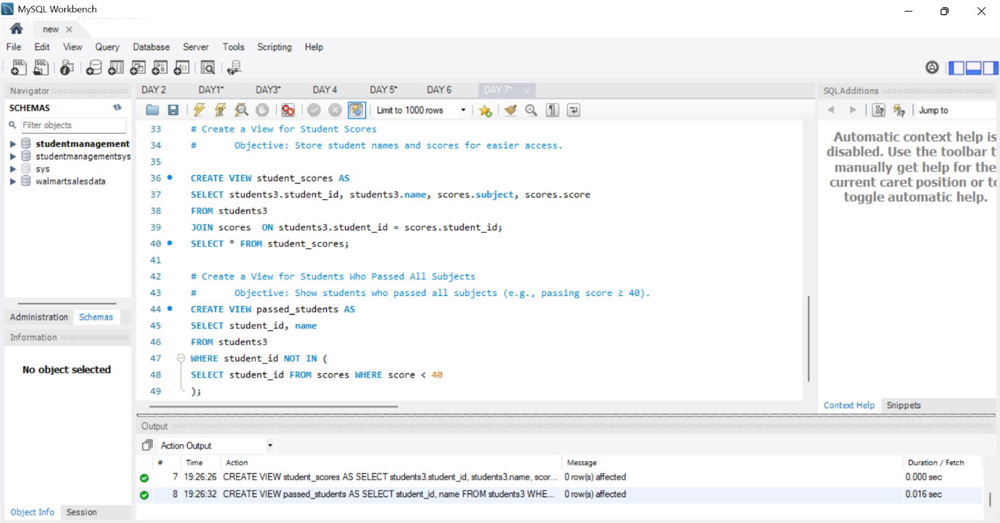 MySQL Workbench
new
File Edit View Query Database Server Tools Scripting Help
Navigator
SCHEMAS
Filter objects
studentmanagement
studentmanagementsys
sys
walmartsalesdata
Administration Schemas
Information
No object selected
Object Info Session
DAY 2 DAY1* DAY3* DAY 4 DAY 5* DAY 6 DAY 7*
Limit to 1000 rows
33 # Create a View for Student Scores
34 # Objective: Store student names and scores for easier access.
35
36 CREATE VIEW student_scores AS
37 SELECT students3.student_id, students3.name, scores.subject, scores.score
38 FROM students3
39 JOIN scores ON students3.student_id = scores.student_id;
40 SELECT * FROM student_scores;
41
42 # Create a View for Students Who Passed All Subjects
43 # Objective: Show students who passed all subjects (e.g., passing score ≥ 40).
44 CREATE VIEW passed_students AS
45 SELECT student_id, name
46 FROM students3
47 WHERE student_id NOT IN (
48 SELECT student_id FROM scores WHERE score < 40
49 );
SQLAdditions
Jump to
Automatic context help is
disabled. Use the toolbar t
manually get help for the
current caret position or to
toggle automatic help.
Context Help Snippets
Output
Action Output
# Time Action Message Duration / Fetch
7 19:26:26 CREATE VIEW student_scores AS SELECT students3.student_id, students3.name, scor... 0 row(s) affected 0.000 sec
8 19:26:32 CREATE VIEW passed_students AS SELECT student_id, name FROM students3 WHE... 0 row(s) affected 0.016 sec